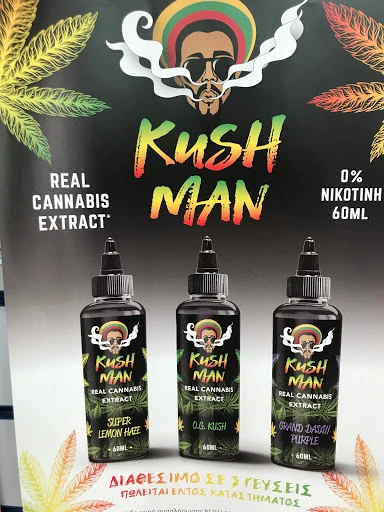 KUSH
MAN
REAL
CANNABIS
EXTRACT*
0%
NIKOTINH
60ML
KUSH
MAN
REAL CANNABIS
EXTRACT
SUPER
LEMON HAZE
- 60ML -
KUSH
MAN
REAL CANNABIS
EXTRACT
O.G. KUSH
- 60ML -
KUSH
MAN
REAL CANNABIS
EXTRACT
GRAND DADDY
PURPLE
- 60ML -
ΔΙΑΘΕΣΙΜΟ ΣΕ 3 ΓΕΥΣΕΙΣ
ΠΩΛΕΙΤΑΙ ΕΝΤΟΣ ΚΑΤΑΣΤΗΜΑΤΟΣ